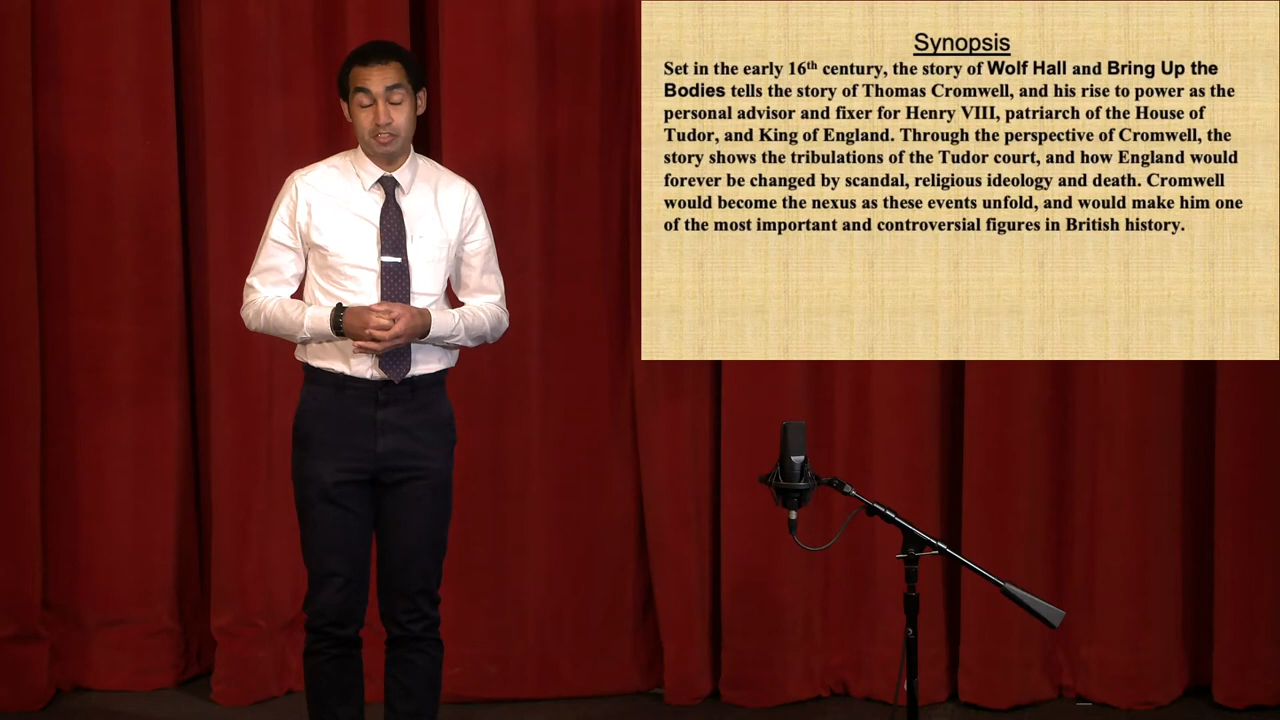 Synopsis
Set in the early 16th century, the story of Wolf Hall and Bring Up the
Bodies tells the story of Thomas Cromwell, and his rise to power as the
personal advisor and fixer for Henry VIII, patriarch of the House of
Tudor, and King of England. Through the perspective of Cromwell, the
story shows the tribulations of the Tudor court, and how England would
forever be changed by scandal, religious ideology and death. Cromwell
would become the nexus as these events unfold, and would make him one
of the most important and controversial figures in British history.